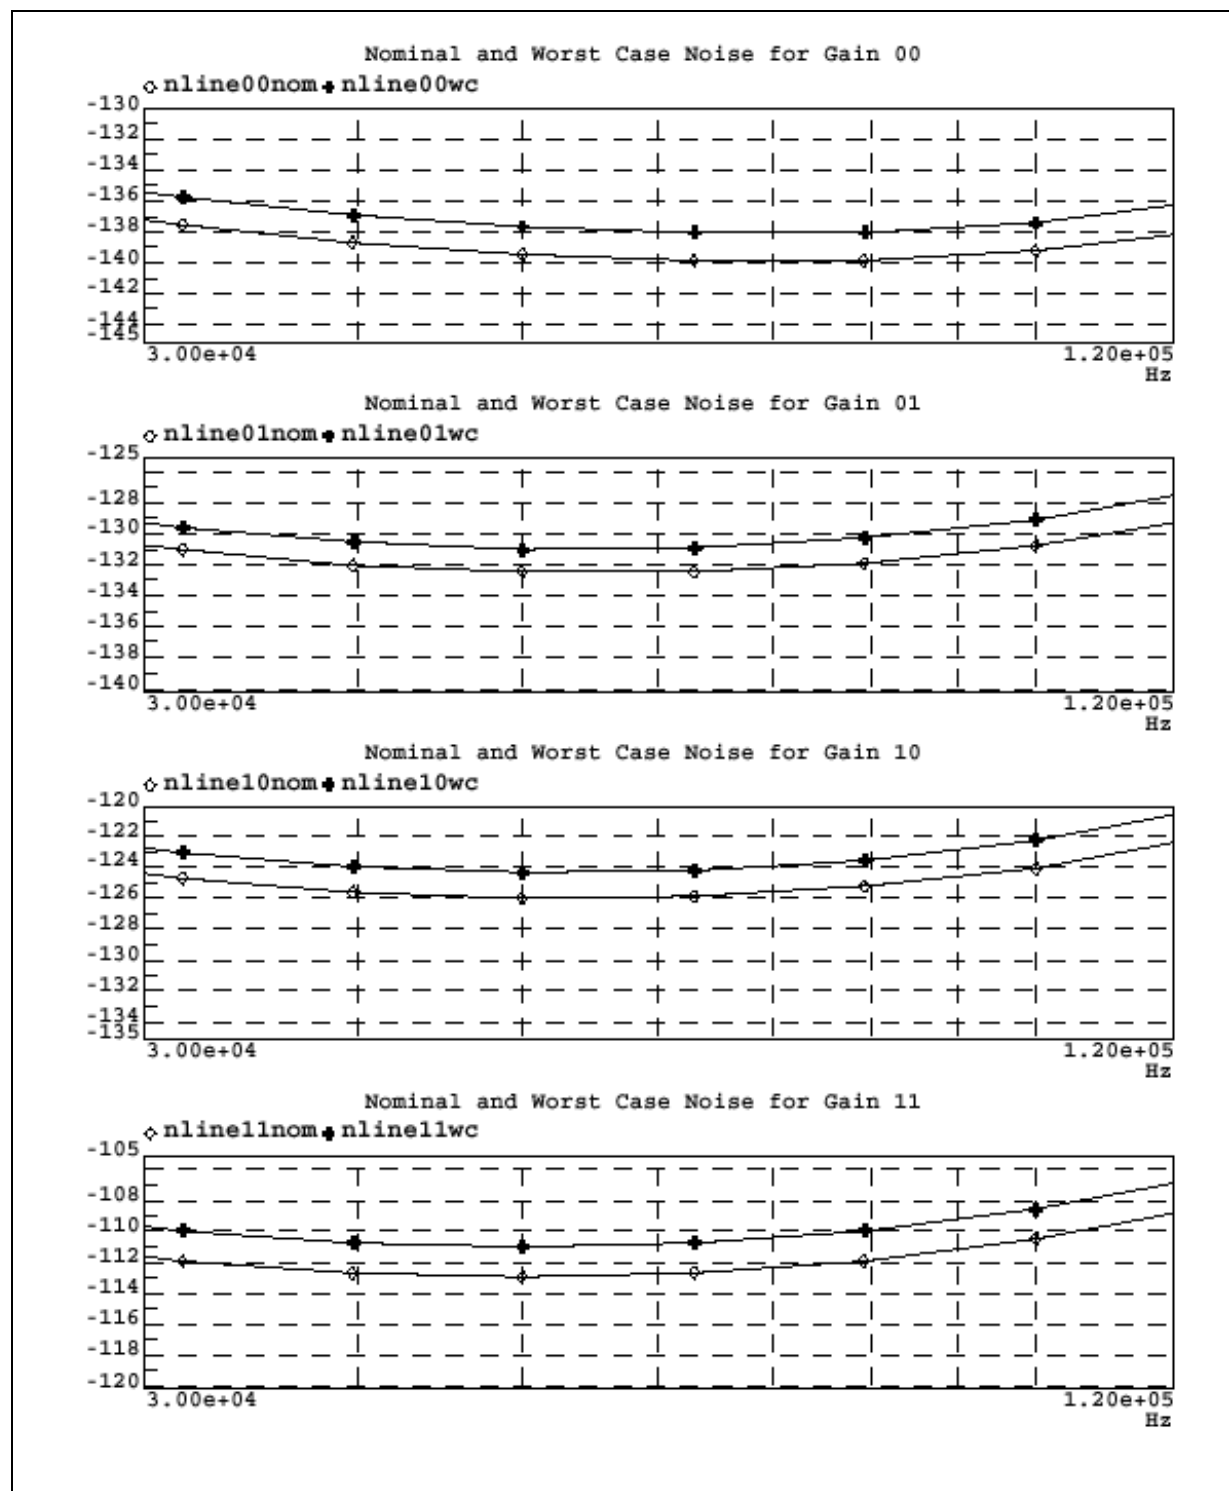 Nominal and Worst Case Noise for Gain 00
nline00nom nline00wc
-130
-132
-134
-136
-138
-140
-142
-144
-145
3.00e+04 1.20e+05
Hz
Nominal and Worst Case Noise for Gain 01
nline01nom nline01wc
-125
-128
-130
-132
-134
-136
-138
-140
3.00e+04 1.20e+05
Hz
Nominal and Worst Case Noise for Gain 10
nline10nom nline10wc
-120
-122
-124
-126
-128
-130
-132
-134
-135
3.00e+04 1.20e+05
Hz
Nominal and Worst Case Noise for Gain 11
nline11nom nline11wc
-105
-108
-110
-112
-114
-116
-118
-120
3.00e+04 1.20e+05
Hz